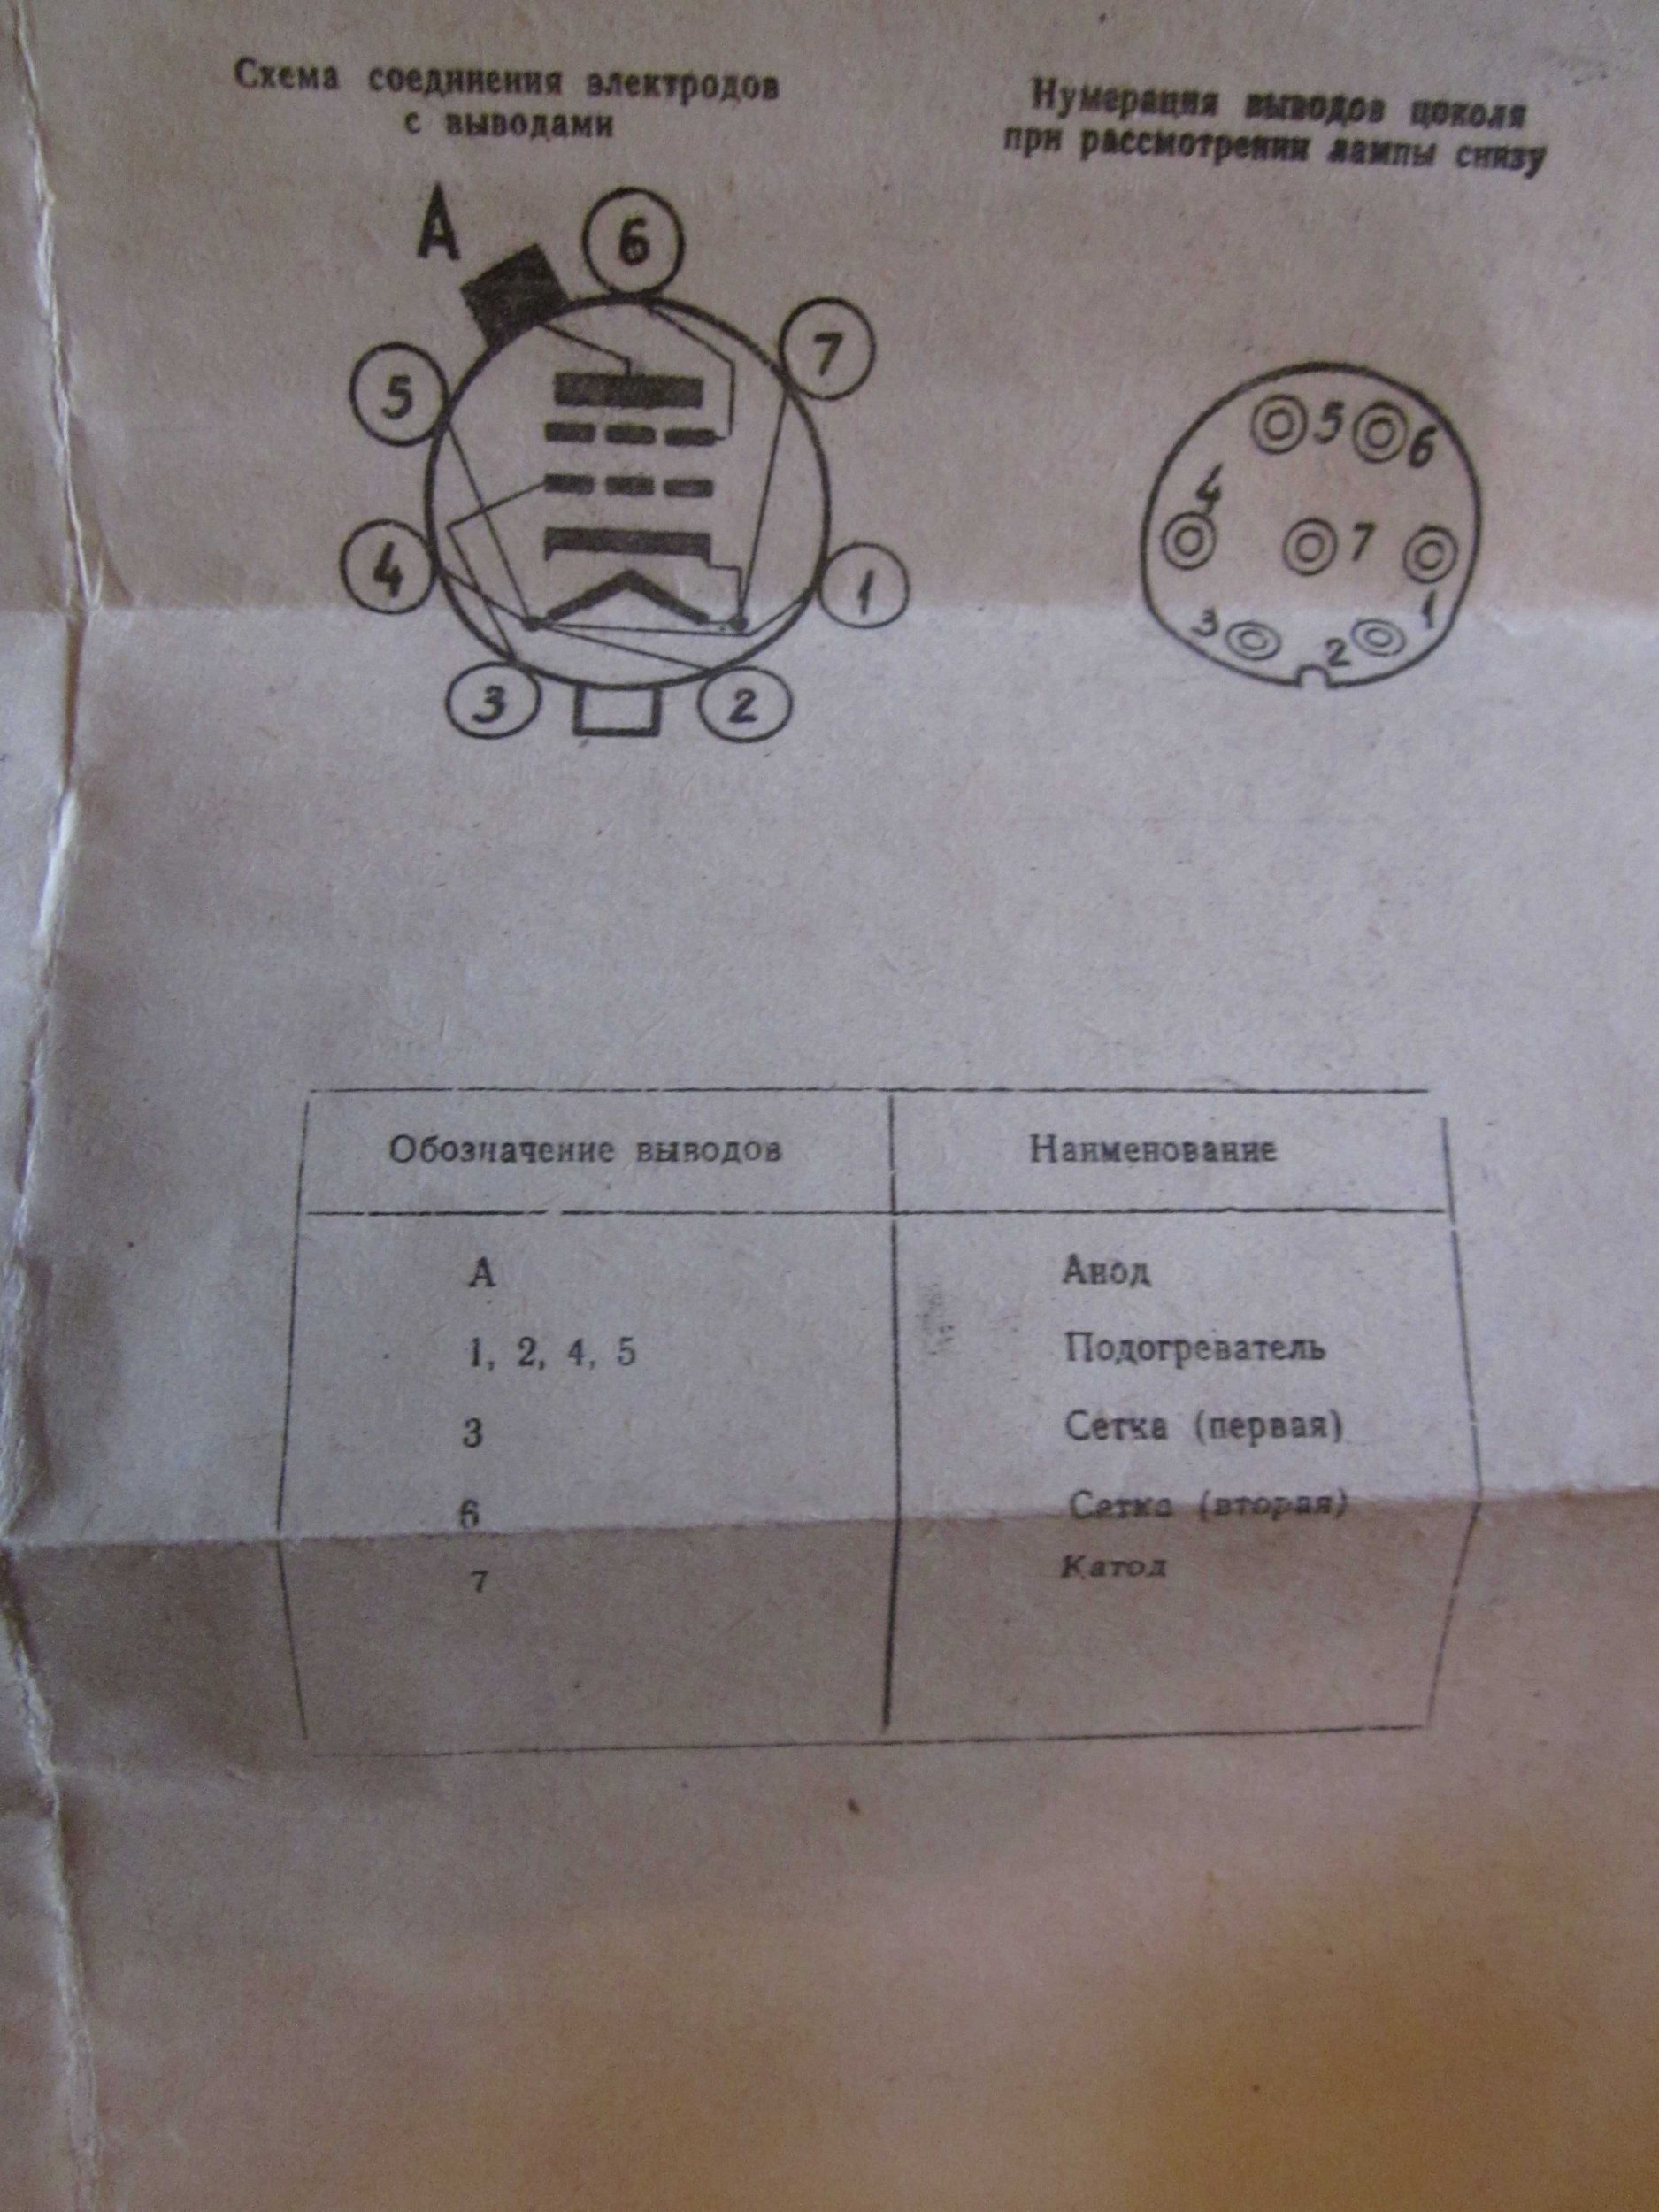 Схема соединения электродов
с выводами
Нумерация выводов цоколя
при рассмотрении лампы снизу
А
6
7
5
4
1
3
2
5
6
4
7
1
3
2
Обозначение выводов
Наименование
А
Анод
1, 2, 4, 5
Подогреватель
3
Сетка (первая)
6
Сетка (вторая)
7
Катод